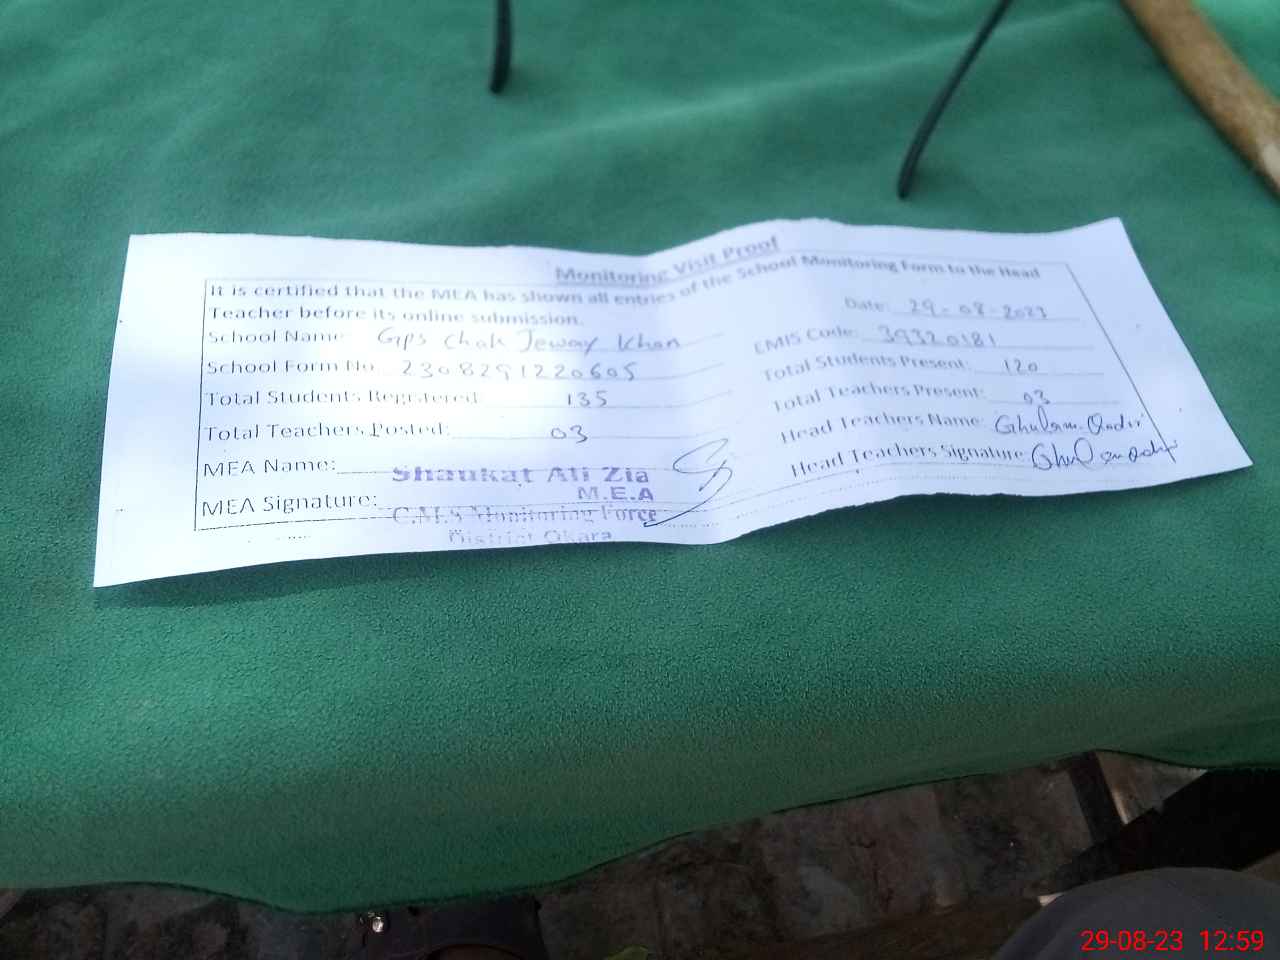 Monitoring Visit Proof
It is certified that the MEA has shown all entries of the School Monitoring Form to the Head
Teacher before its online submission.
Date: 29-08-2023
School Name: GPS Chak Jeway Khan
EMIS Code: 39320181
School Form No. 2308291220605
Total Students Present: 120
Total Students Registered: 135
Total Teachers Present: 03
Total Teachers Posted: 03
Head Teachers Name: Ghulam Qadir
MEA Name: Shaukat Ali Zia
Head Teachers Signature: Ghulam Qadir
M.E.A
MEA Signature:
C.M.S Monitoring Force
District Okara
29-08-23 12:59